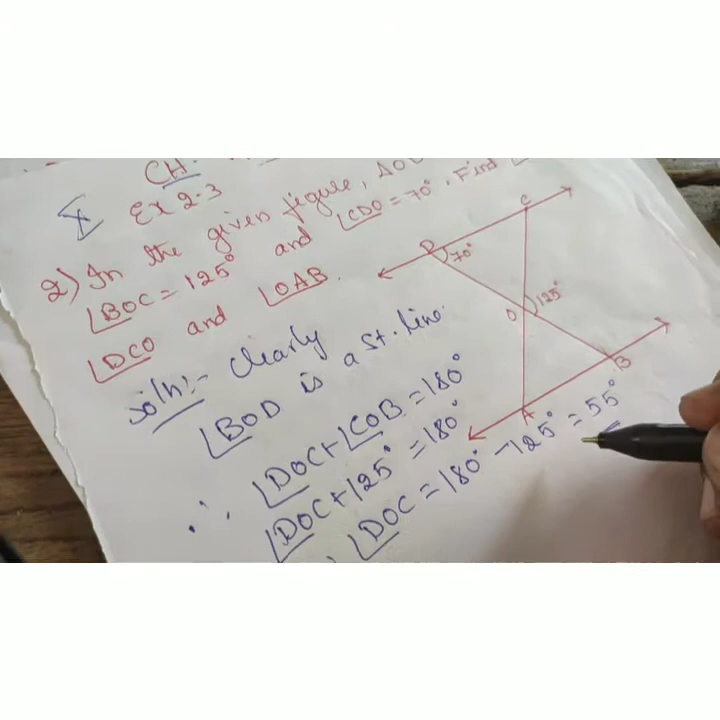 CH
Ex 2.3
2) In the given figure,
∠BOC = 125° and ∠CDO = 70°. Find
∠DCO and ∠OAB.
Soln:- Clearly
∠BOD is a st. line.
∴ ∠DOC + ∠COB = 180°
∠DOC + 125° = 180°
∠DOC = 180° - 125° = 55°
C
D
70°
O
125°
B
A